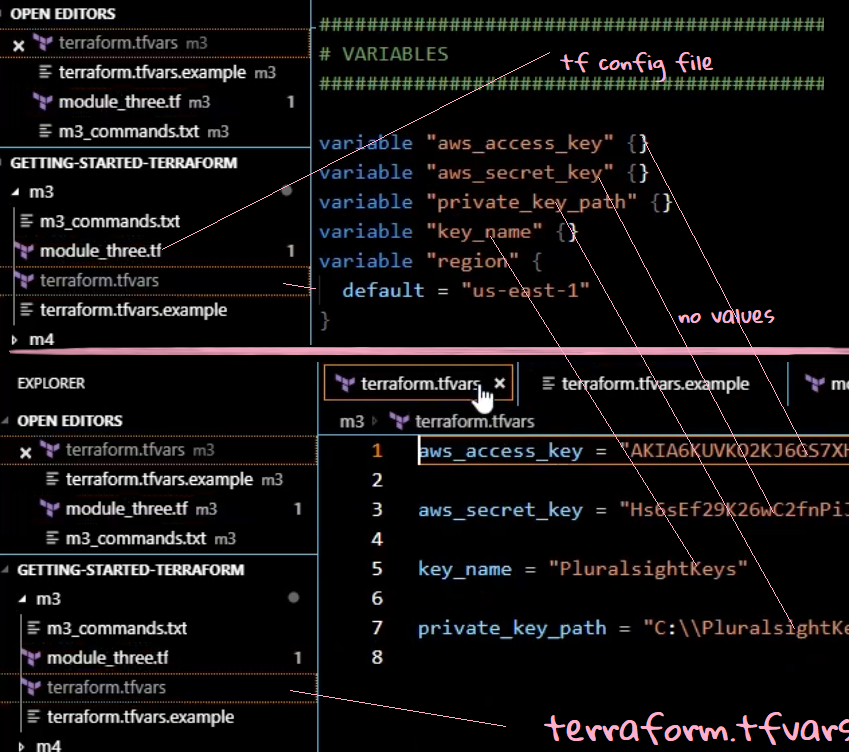 OPEN EDITORS
terraform.tfvars m3
terraform.tfvars.example m3
module_three.tf m3 1
m3_commands.txt m3
GETTING-STARTED-TERRAFORM
m3
m3_commands.txt
module_three.tf 1
terraform.tfvars
terraform.tfvars.example
m4
##########################################
# VARIABLES
##########################################
tf config file
variable "aws_access_key" {}
variable "aws_secret_key" {}
variable "private_key_path" {}
variable "key_name" {}
variable "region" {
default = "us-east-1"
}
no values
EXPLORER
OPEN EDITORS
terraform.tfvars m3
terraform.tfvars.example m3
module_three.tf m3 1
m3_commands.txt m3
GETTING-STARTED-TERRAFORM
m3
m3_commands.txt
module_three.tf 1
terraform.tfvars
terraform.tfvars.example
m4
terraform.tfvars × terraform.tfvars.example
m3 terraform.tfvars
1 aws_access_key =
2
3 aws_secret_key =
4
5 key_name = "PluralsightKeys"
6
7 private_key_path = "C:\\PluralsightKe
8
terraform.tfvars